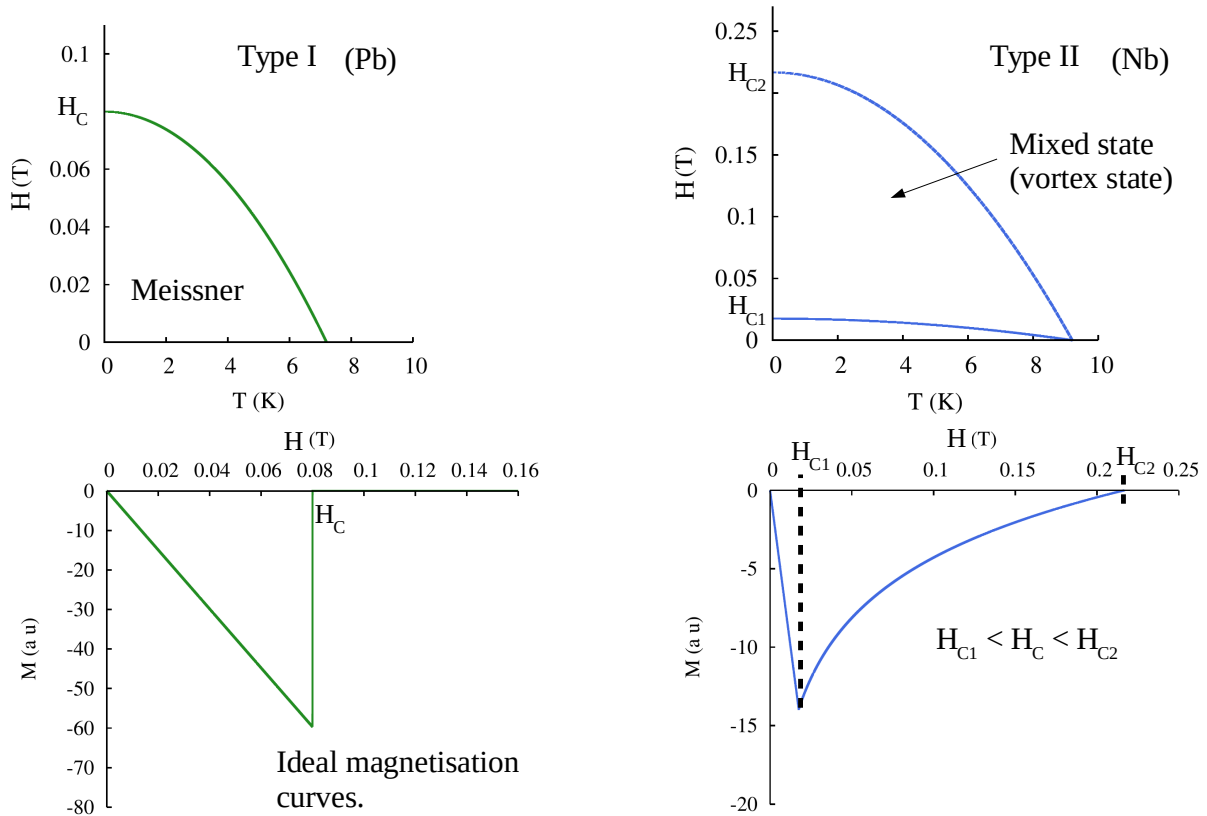 Type I (Pb)
0.1
H_C
0.06
0.04
0.02
0
H (T)
Meissner
0 2 4 6 8 10
T (K)
Type II (Nb)
0.25
H_C2
0.15
0.1
0.05
H_C1
0
H (T)
Mixed state
(vortex state)
0 2 4 6 8 10
T (K)
H (T)
0 0.02 0.04 0.06 0.08 0.1 0.12 0.14 0.16
0
H_C
-10
-20
-30
-40
-50
-60
-70
-80
M (a u)
Ideal magnetisation
curves.
H (T)
H_C1 H_C2
0 0.05 0.1 0.15 0.2 0.25
0
-5
-10
-15
-20
M (a u)
H_C1 < H_C < H_C2